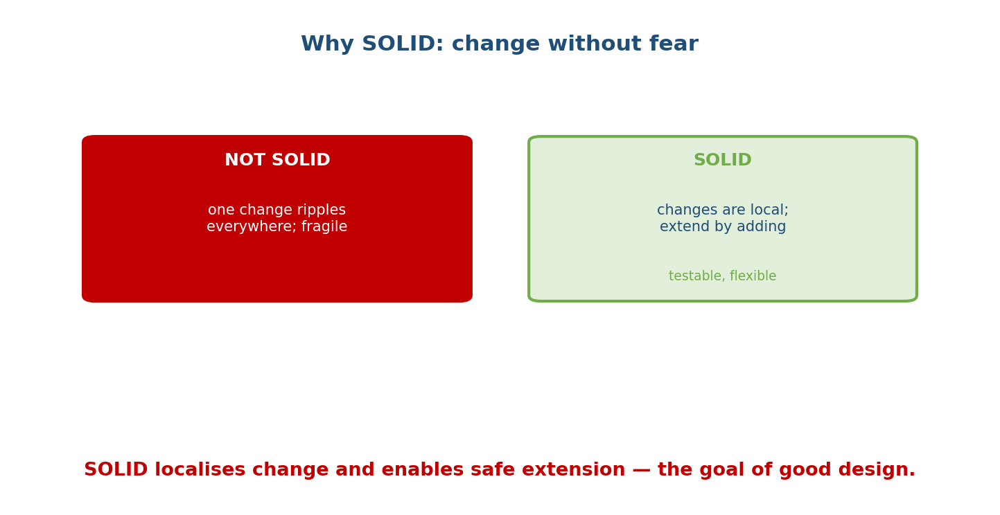 Why SOLID: change without fear
NOT SOLID
one change ripples
everywhere; fragile
SOLID
changes are local;
extend by adding
testable, flexible
SOLID localises change and enables safe extension — the goal of good design.